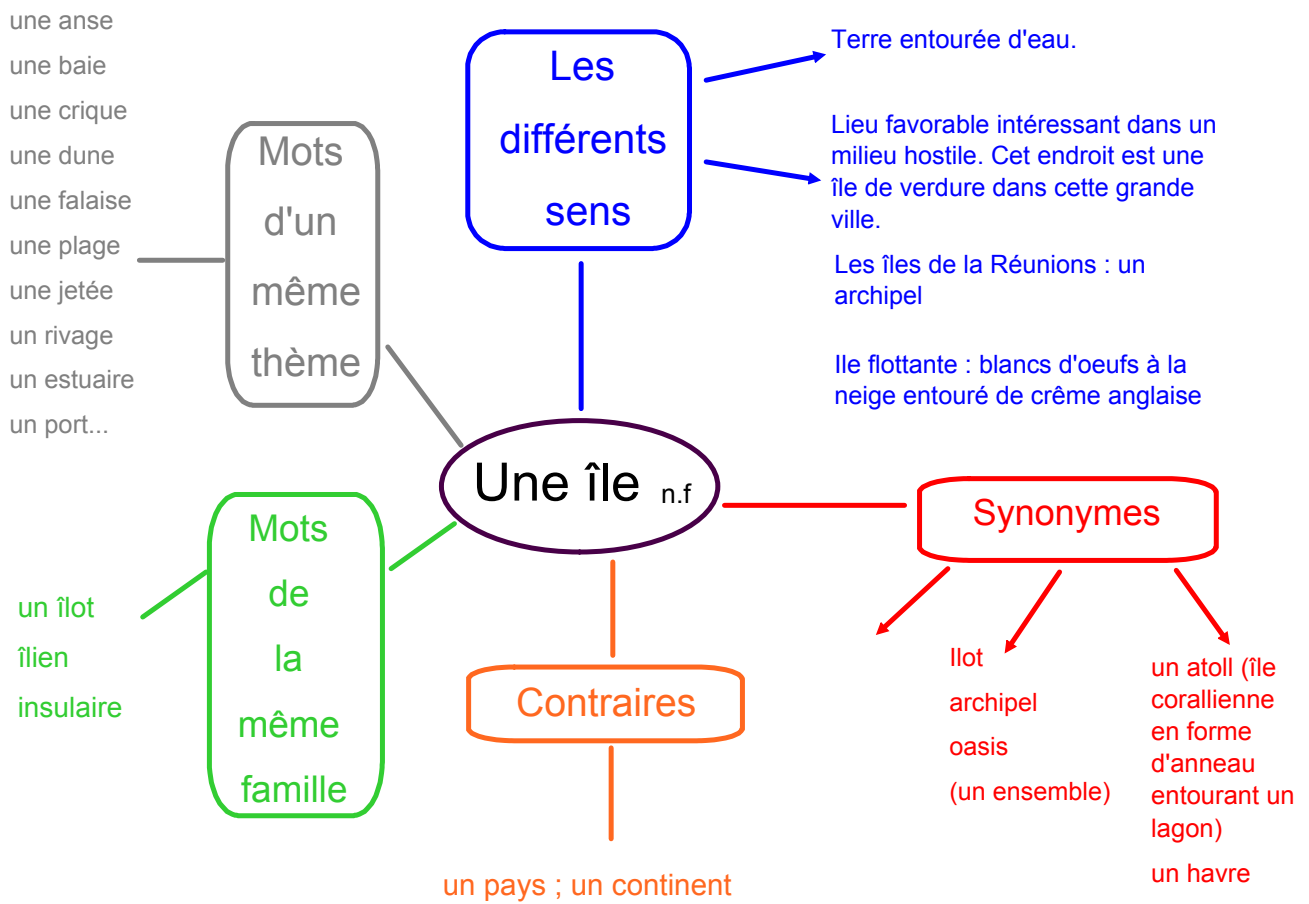 une anse
une baie
une crique
une dune
une falaise
une plage
une jetée
un rivage
un estuaire
un port...
Mots
d'un
même
thème
Les
différents
sens
Terre entourée d'eau.
Lieu favorable intéressant dans un
milieu hostile. Cet endroit est une
île de verdure dans cette grande
ville.
Les îles de la Réunions : un
archipel
Ile flottante : blancs d'oeufs à la
neige entouré de crême anglaise
Une île n.f
Mots
de
la
même
famille
un îlot
îlien
insulaire
Contraires
un pays ; un continent
Synonymes
Ilot
archipel
oasis
(un ensemble)
un atoll (île
corallienne
en forme
d'anneau
entourant un
lagon)
un havre